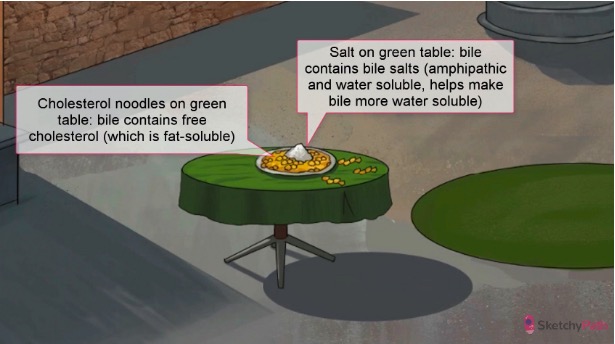 Salt on green table: bile
contains bile salts (amphipathic
and water soluble, helps make
bile more water soluble)
Cholesterol noodles on green
table: bile contains free
cholesterol (which is fat-soluble)
Sketchy